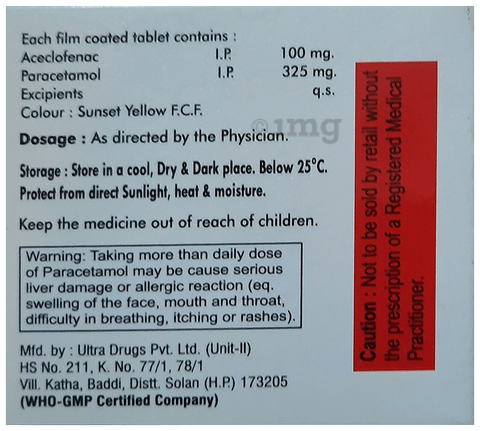 Each film coated tablet contains :
Aceclofenac I.P. 100 mg.
Paracetamol I.P. 325 mg.
Excipients q.s.
Colour : Sunset Yellow F.C.F.
1mg
Dosage : As directed by the Physician.
Storage : Store in a cool, Dry & Dark place. Below 25°C.
Protect from direct Sunlight, heat & moisture.
Keep the medicine out of reach of children.
Warning: Taking more than daily dose
of Paracetamol may be cause serious
liver damage or allergic reaction (eq.
swelling of the face, mouth and throat,
difficulty in breathing, itching or rashes).
Mfd. by : Ultra Drugs Pvt. Ltd. (Unit-II)
HS No. 211, K. No. 77/1, 78/1
Vill. Katha, Baddi, Distt. Solan (H.P.) 173205
(WHO-GMP Certified Company)
Caution : Not to be sold by retail without
the prescription of a Registered Medical
Practitioner.